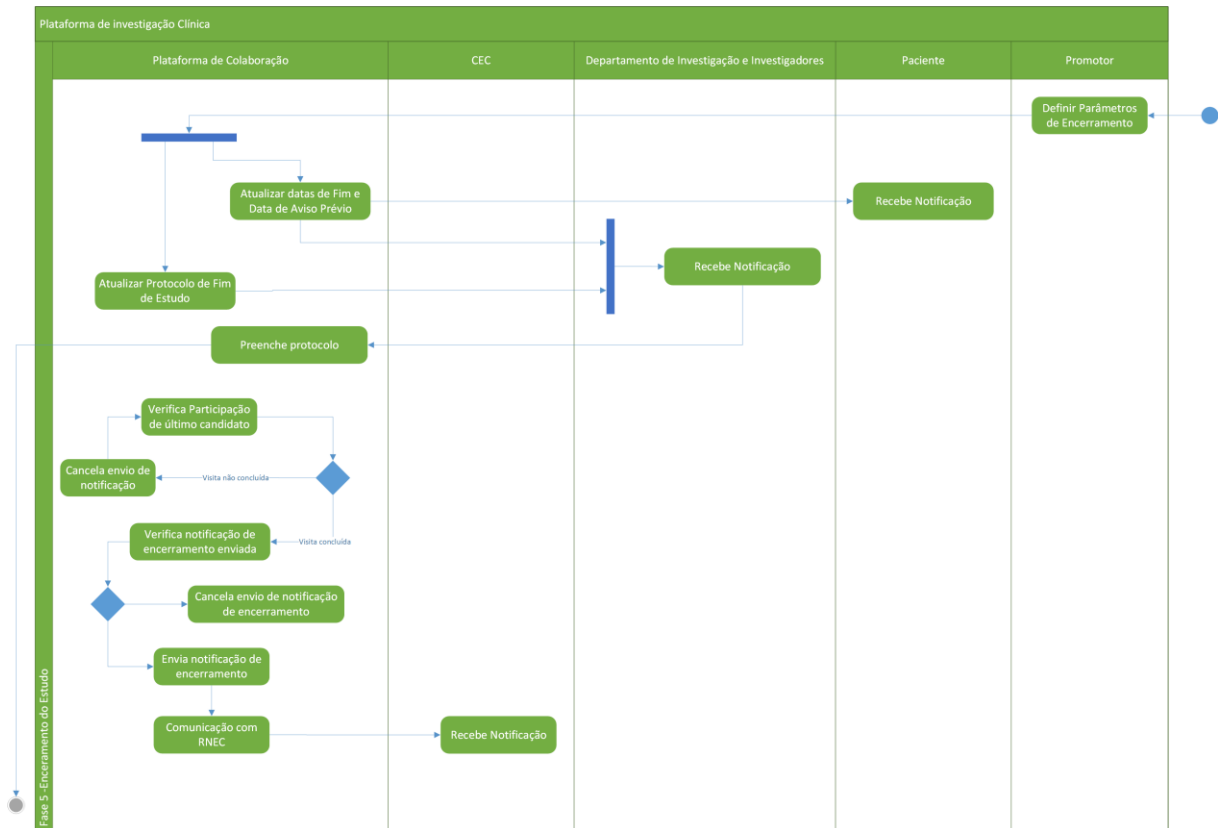 Plataforma de investigação Clínica
Plataforma de Colaboração
CEC
Departamento de Investigação e Investigadores
Paciente
Promotor
Definir Parâmetros
de Encerramento
Atualizar datas de Fim e
Data de Aviso Prévio
Recebe Notificação
Recebe Notificação
Atualizar Protocolo de Fim
de Estudo
Preenche protocolo
Verifica Participação
de último candidato
Cancela envio de
notificação
Visita não concluída
Verifica notificação de
encerramento enviada
Visita concluída
Cancela envio de notificação
de encerramento
Envia notificação de
encerramento
Comunicação com
RNEC
Recebe Notificação
Fase 5 -Enceramento do Estudo